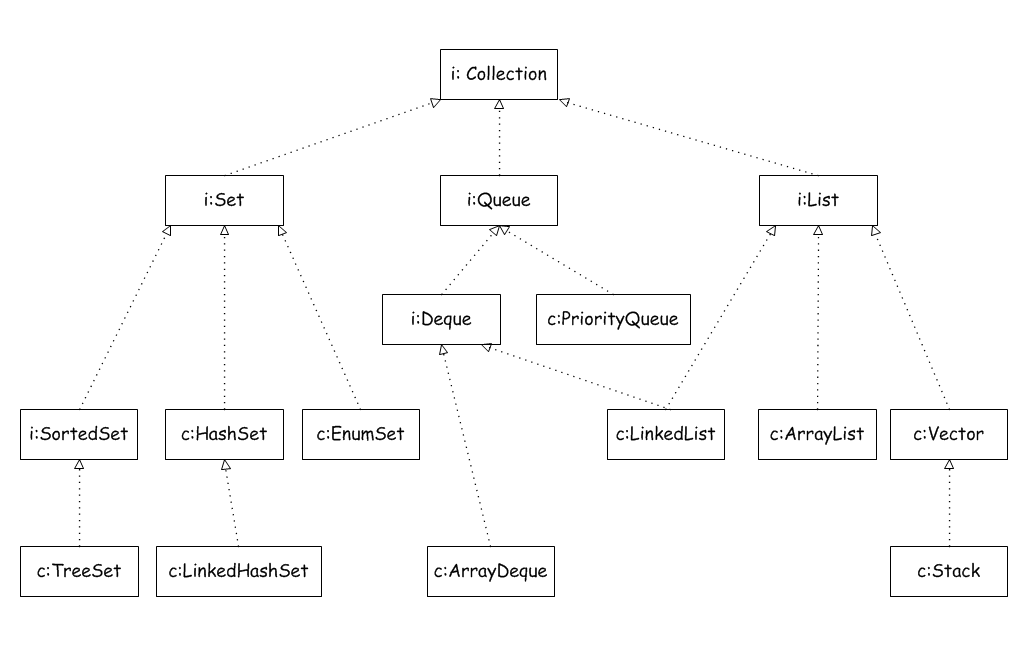 i: Collection
i:Set
i:Queue
i:List
i:Deque
c:PriorityQueue
i:SortedSet
c:HashSet
c:EnumSet
c:LinkedList
c:ArrayList
c:Vector
c:TreeSet
c:LinkedHashSet
c:ArrayDeque
c:Stack